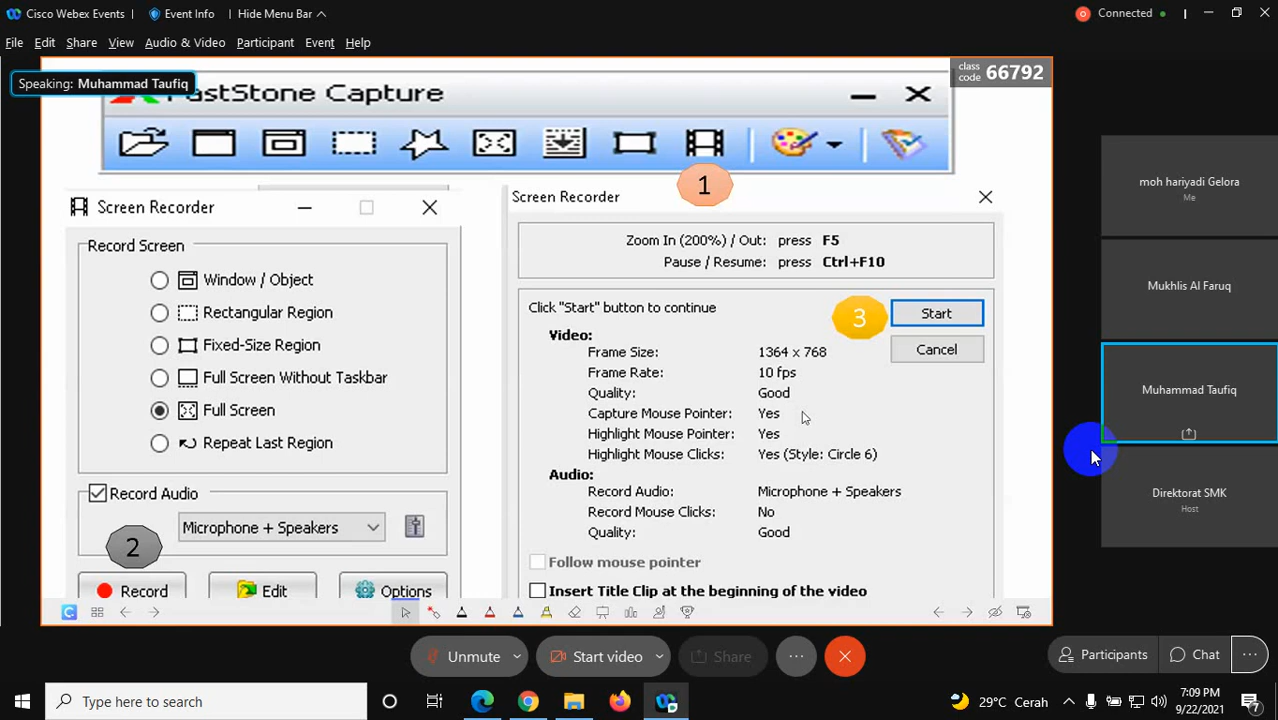 Cisco Webex Events
Event Info
Hide Menu Bar
Connected
File
Edit
Share
View
Audio & Video
Participant
Event
Help
Speaking: Muhammad Taufiq
class code 66792
FastStone Capture
1
Screen Recorder
Record Screen
Window / Object
Rectangular Region
Fixed-Size Region
Full Screen Without Taskbar
Full Screen
Repeat Last Region
Record Audio
Microphone + Speakers
2
Record
Edit
Options
Screen Recorder
Zoom In (200%) / Out: press F5
Pause / Resume: press Ctrl+F10
Click "Start" button to continue
3
Start
Cancel
Video:
Frame Size: 1364 x 768
Frame Rate: 10 fps
Quality: Good
Capture Mouse Pointer: Yes
Highlight Mouse Pointer: Yes
Highlight Mouse Clicks: Yes (Style: Circle 6)
Audio:
Record Audio: Microphone + Speakers
Record Mouse Clicks: No
Quality: Good
Follow mouse pointer
Insert Title Clip at the beginning of the video
moh hariyadi Gelora
Me
Mukhlis Al Faruq
Muhammad Taufiq
Direktorat SMK
Host
Unmute
Start video
Share
Participants
Chat
Type here to search
29°C Cerah
7:09 PM
9/22/2021
7